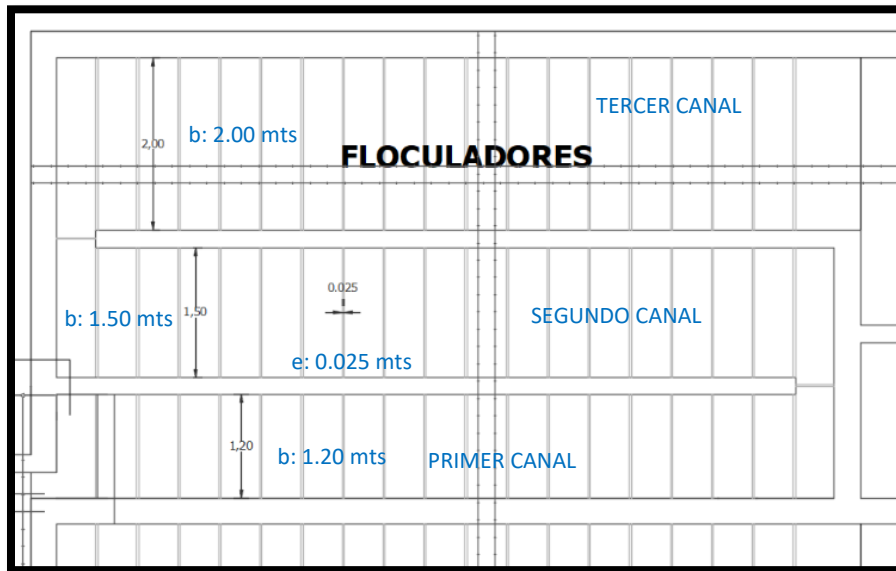 TERCER CANAL
b: 2.00 mts
2,00
FLOCULADORES
0.025
b: 1.50 mts
1,50
SEGUNDO CANAL
e: 0.025 mts
1,20
b: 1.20 mts
PRIMER CANAL